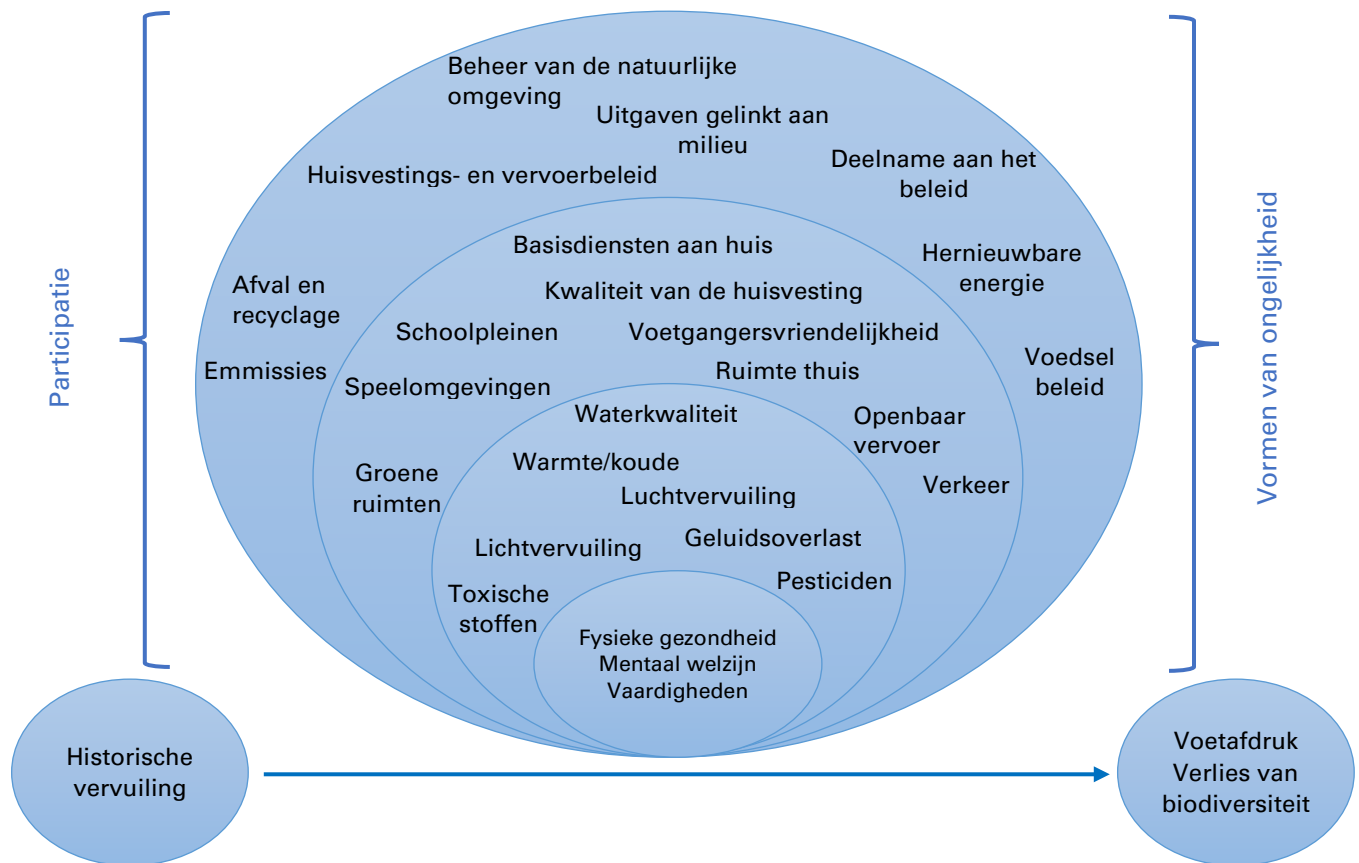 Beheer van de natuurlijke
omgeving
Uitgaven gelinkt aan
milieu
Deelname aan het
beleid
Huisvestings- en vervoerbeleid
Basisdiensten aan huis
Hernieuwbare
energie
Afval en
recyclage
Kwaliteit van de huisvesting
Schoolpleinen
Voetgangersvriendelijkheid
Emmissies
Speelomgevingen
Ruimte thuis
Voedsel
beleid
Waterkwaliteit
Openbaar
vervoer
Warmte/koude
Groene
ruimten
Luchtvervuiling
Verkeer
Lichtvervuiling
Geluidsoverlast
Toxische
stoffen
Pesticiden
Fysieke gezondheid
Mentaal welzijn
Vaardigheden
Participatie
Vormen van ongelijkheid
Historische
vervuiling
Voetafdruk
Verlies van
biodiversiteit